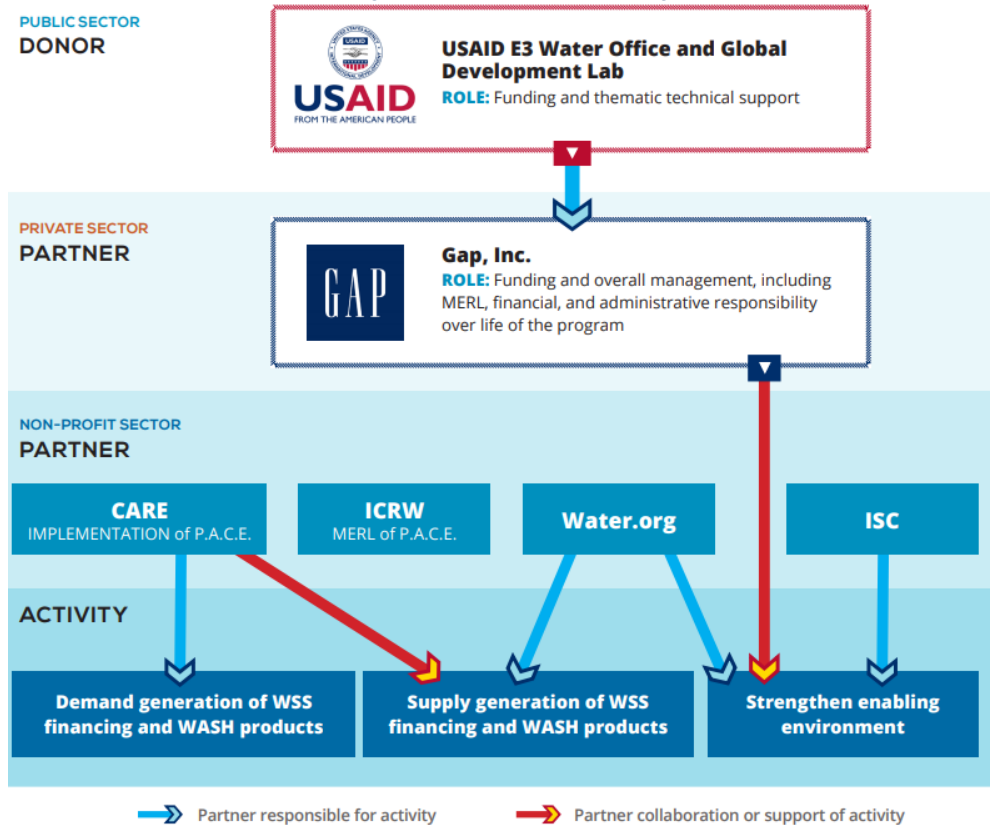 PUBLIC SECTOR
DONOR
USAID
USAID
FROM THE AMERICAN PEOPLE
USAID E3 Water Office and Global
Development Lab
ROLE: Funding and thematic technical support
PRIVATE SECTOR
PARTNER
GAP
Gap, Inc.
ROLE: Funding and overall management, including
MERL, financial, and administrative responsibility
over life of the program
NON-PROFIT SECTOR
PARTNER
CARE
IMPLEMENTATION of P.A.C.E.
ICRW
MERL of P.A.C.E.
Water.org
ISC
ACTIVITY
Demand generation of WSS
financing and WASH products
Supply generation of WSS
financing and WASH products
Strengthen enabling
environment
Partner responsible for activity
Partner collaboration or support of activity